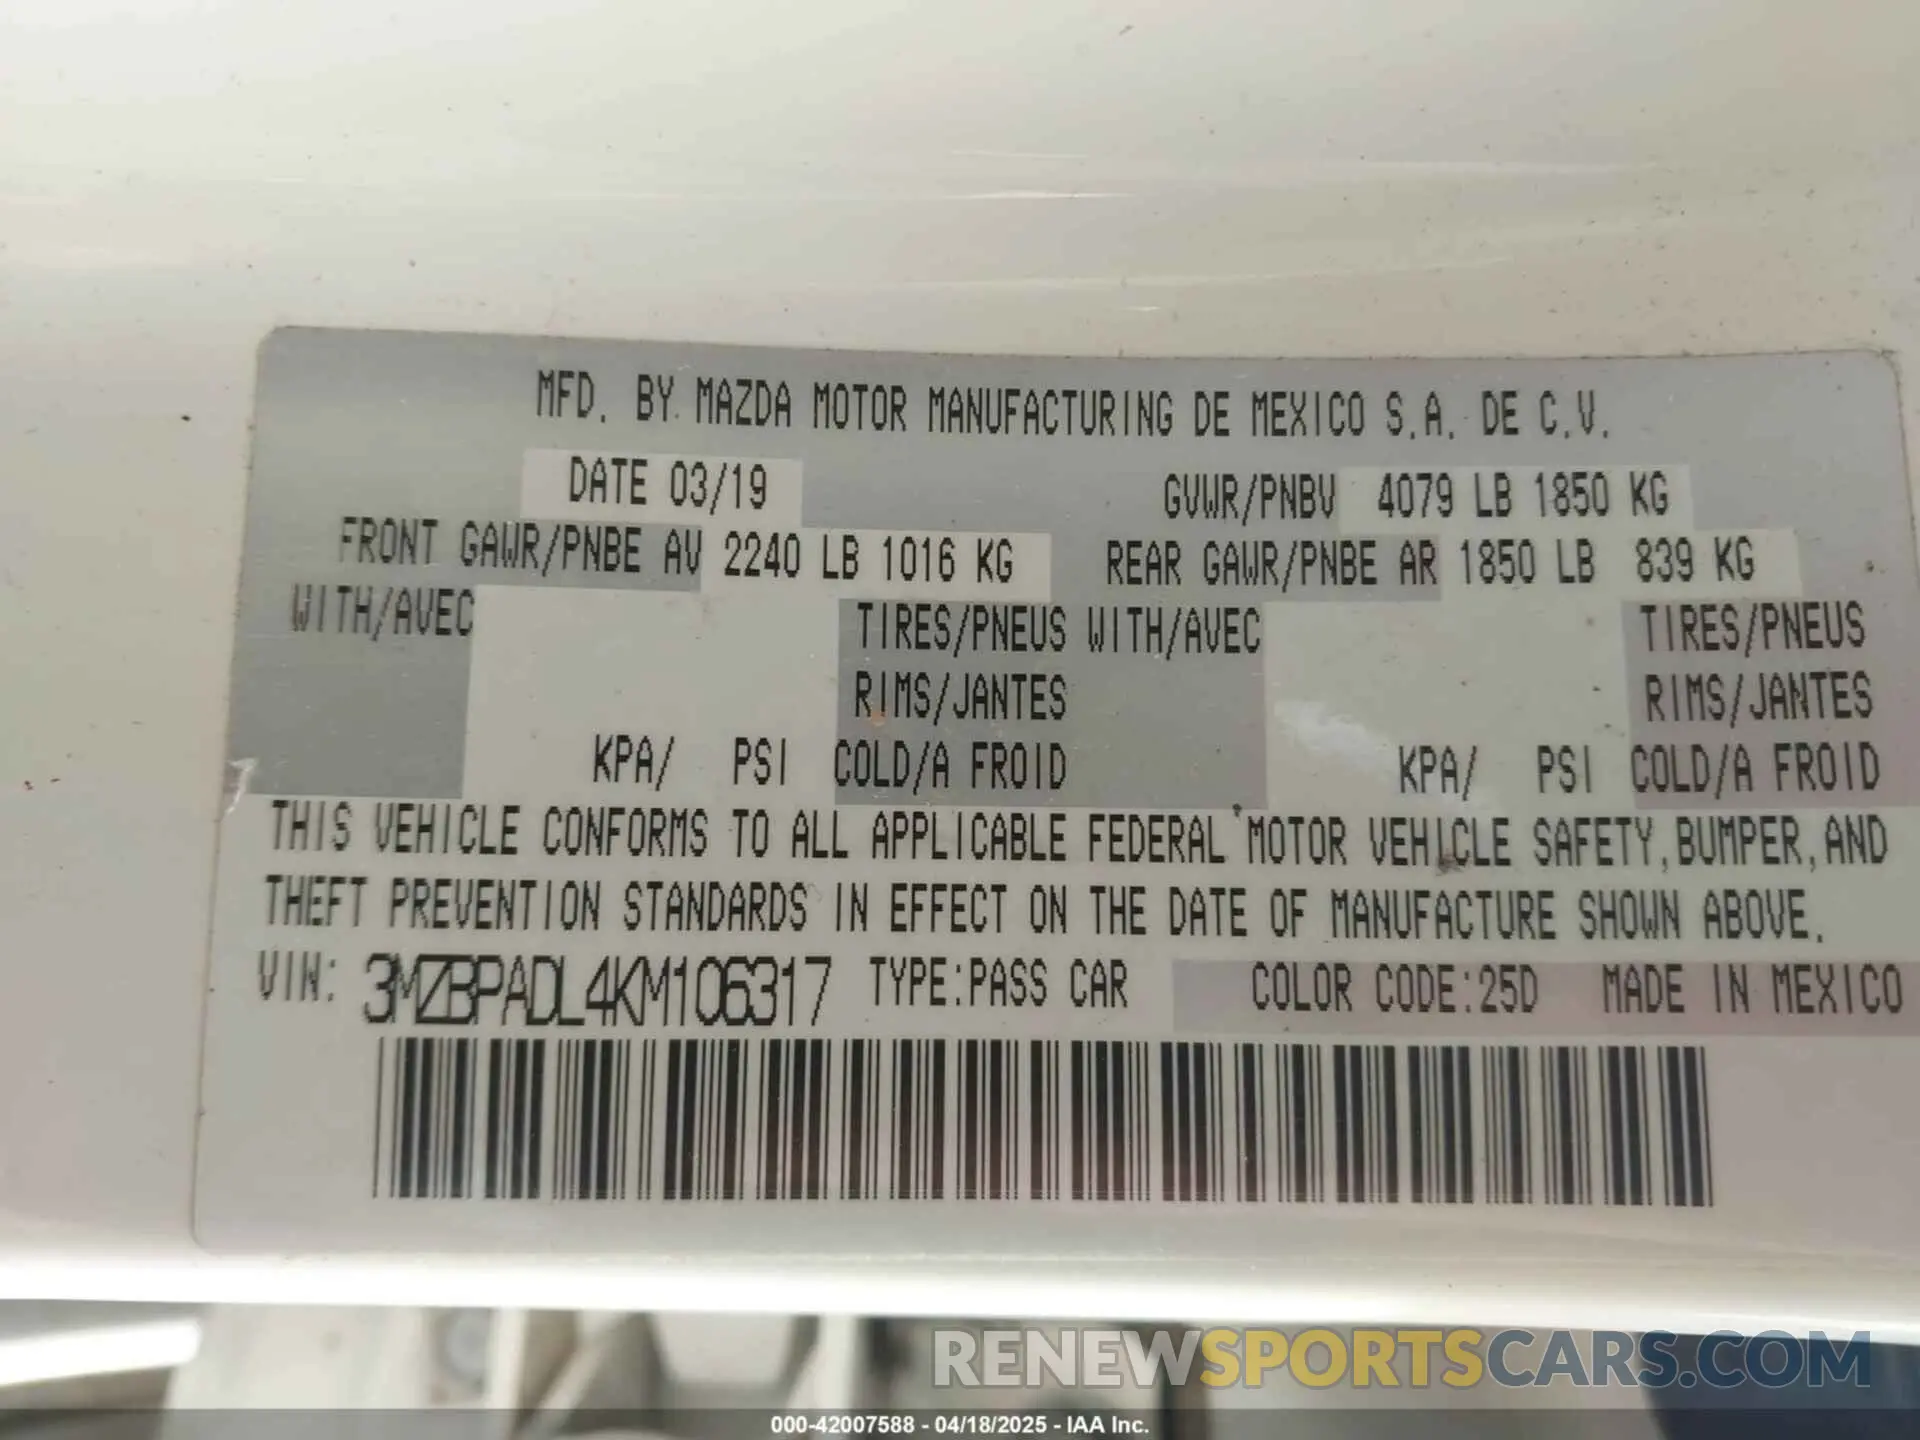 MFD. BY MAZDA MOTOR MANUFACTURING DE MEXICO S.A. DE C.V.
DATE 03/19 GVWR/PNBV 4079 LB 1850 KG
FRONT GAWR/PNBE AV 2240 LB 1016 KG REAR GAWR/PNBE AR 1850 LB 839 KG
WITH/AVEC TIRES/PNEUS WITH/AVEC TIRES/PNEUS
RIMS/JANTES RIMS/JANTES
KPA/ PSI COLD/A FROID KPA/ PSI COLD/A FROID
THIS VEHICLE CONFORMS TO ALL APPLICABLE FEDERAL MOTOR VEHICLE SAFETY, BUMPER, AND
THEFT PREVENTION STANDARDS IN EFFECT ON THE DATE OF MANUFACTURE SHOWN ABOVE.
VIN: 3MZBPADL4KM106317 TYPE:PASS CAR COLOR CODE:25D MADE IN MEXICO
RENEWSPORTSCARS.COM
000-42007588 - 04/18/2025 - IAA Inc.